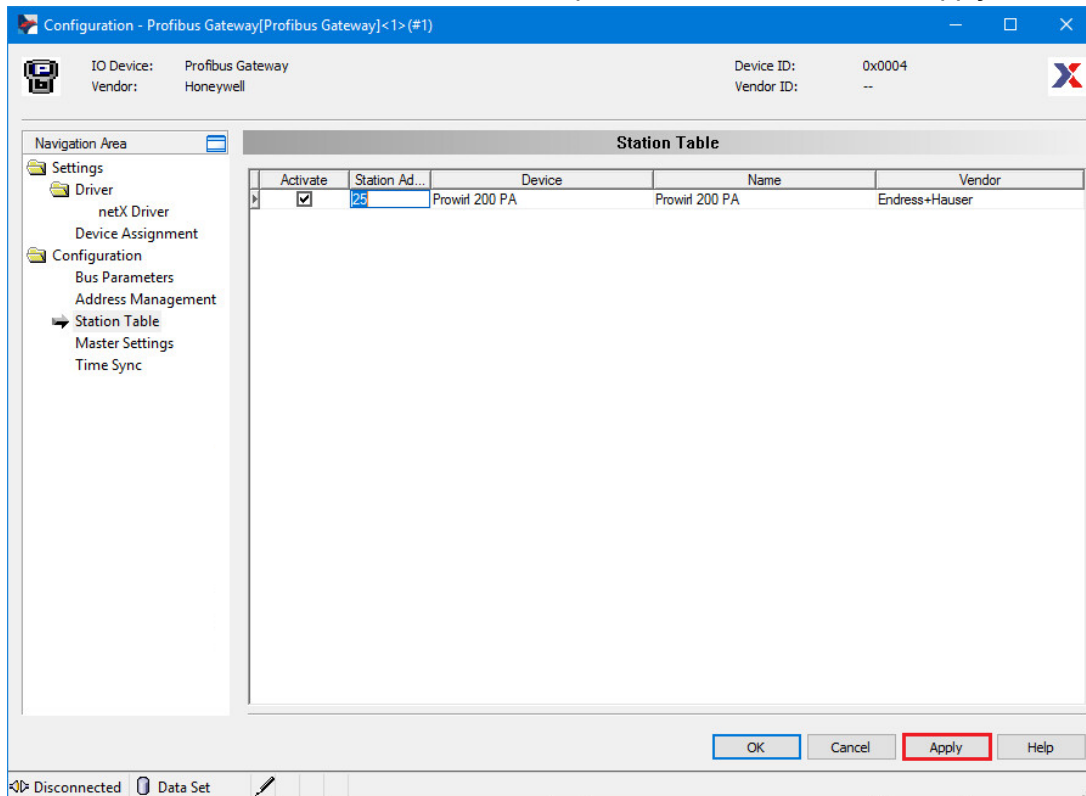 Configuration - Profibus Gateway[Profibus Gateway]<1>(#1)
IO Device: Profibus Gateway Device ID: 0x0004
Vendor: Honeywell Vendor ID: --
Navigation Area
Station Table
Settings
Driver
netX Driver
Device Assignment
Configuration
Bus Parameters
Address Management
Station Table
Master Settings
Time Sync
Activate Station Ad... Device Name Vendor
25 Prowirl 200 PA Prowirl 200 PA Endress+Hauser
OK Cancel Apply Help
Disconnected Data Set